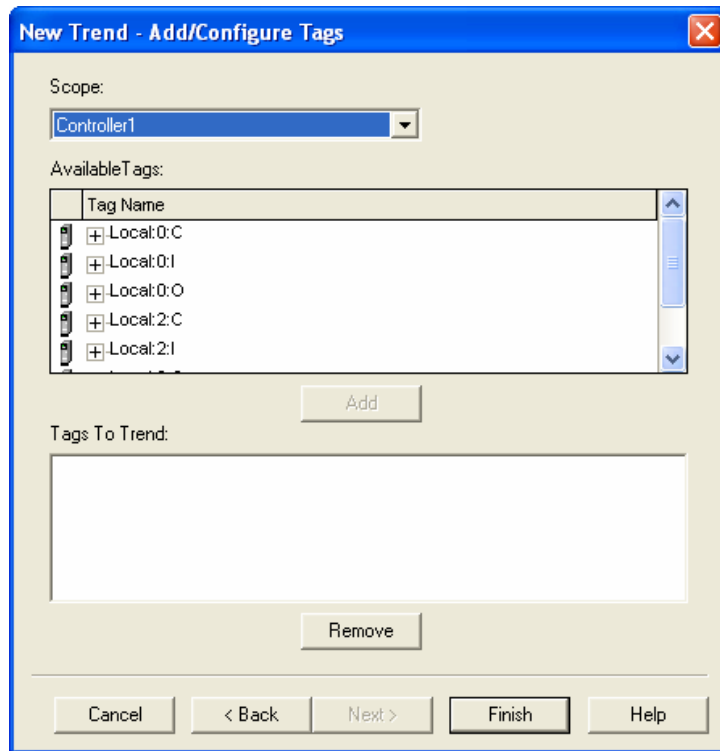 New Trend - Add/Configure Tags
Scope:
Controller1
AvailableTags:
Tag Name
Local:0:C
Local:0:I
Local:0:O
Local:2:C
Local:2:I
Add
Tags To Trend:
Remove
Cancel < Back Next > Finish Help